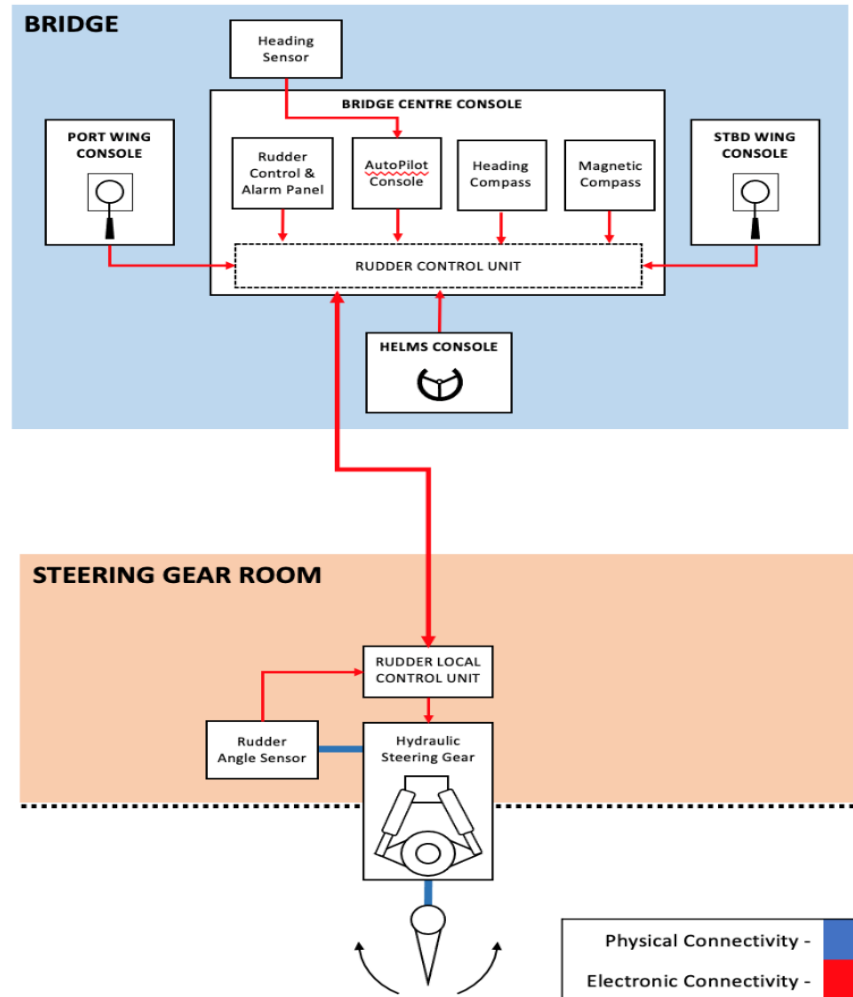 BRIDGE
Heading
Sensor
BRIDGE CENTRE CONSOLE
PORT WING
CONSOLE
Rudder
Control &
Alarm Panel
AutoPilot
Console
Heading
Compass
Magnetic
Compass
STBD WING
CONSOLE
RUDDER CONTROL UNIT
HELMS CONSOLE
STEERING GEAR ROOM
RUDDER LOCAL
CONTROL UNIT
Rudder
Angle Sensor
Hydraulic
Steering Gear
Physical Connectivity -
Electronic Connectivity -